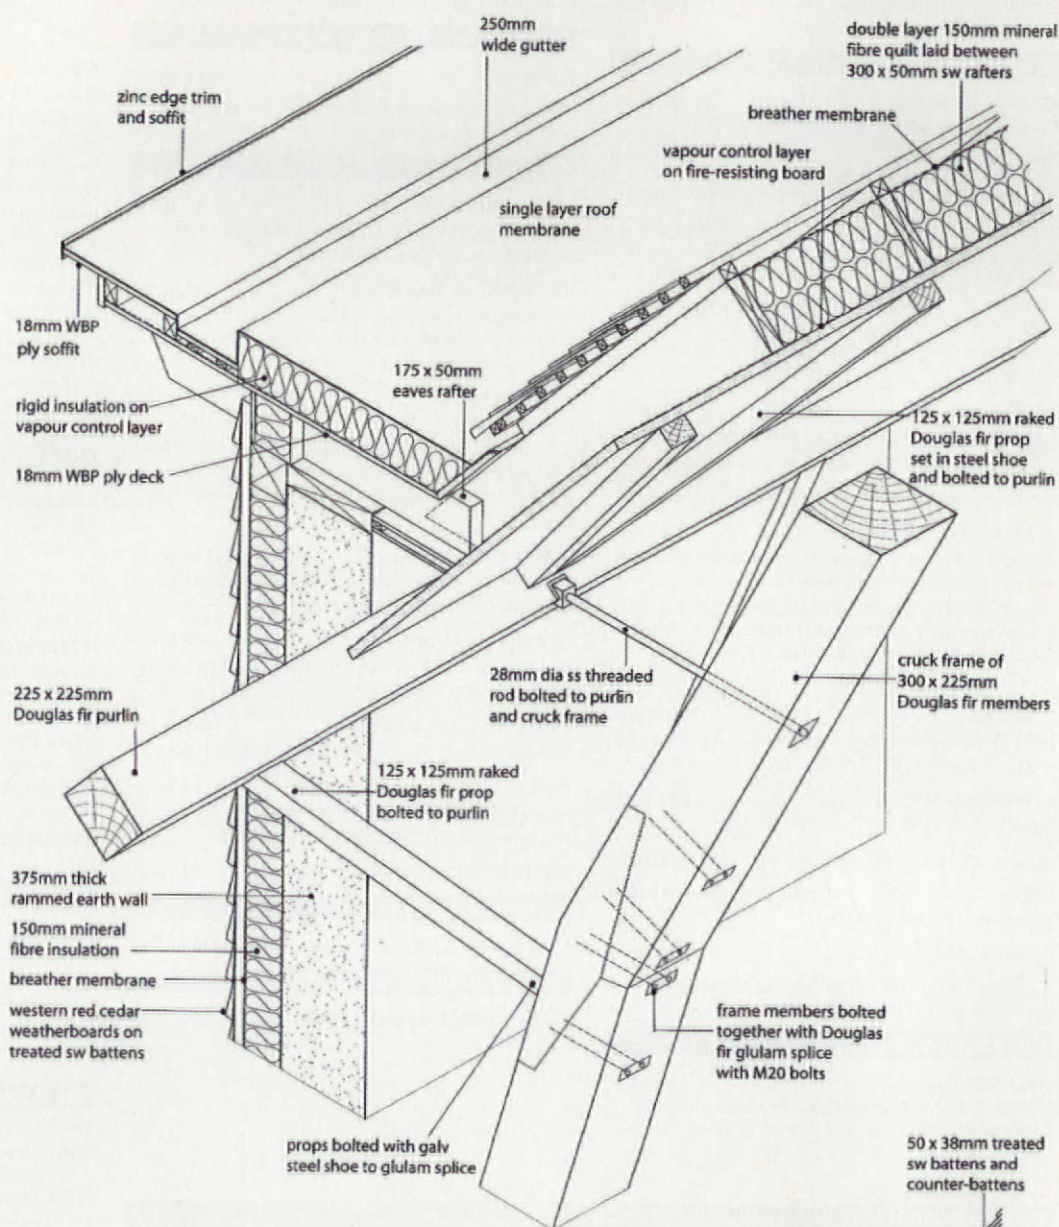 250mm
wide gutter
double layer 150mm mineral
fibre quilt laid between
300 x 50mm sw rafters
zinc edge trim
and soffit
breather membrane
vapour control layer
on fire-resisting board
single layer roof
membrane
18mm WBP
ply soffit
175 x 50mm
eaves rafter
rigid insulation on
vapour control layer
125 x 125mm raked
Douglas fir prop
set in steel shoe
and bolted to purlin
18mm WBP ply deck
28mm dia ss threaded
rod bolted to purlin
and cruck frame
cruck frame of
300 x 225mm
Douglas fir members
225 x 225mm
Douglas fir purlin
125 x 125mm raked
Douglas fir prop
bolted to purlin
375mm thick
rammed earth wall
150mm mineral
fibre insulation
breather membrane
western red cedar
weatherboards on
treated sw battens
frame members bolted
together with Douglas
fir glulam splice
with M20 bolts
props bolted with galv
steel shoe to glulam splice
50 x 38mm treated
sw battens and
counter-battens